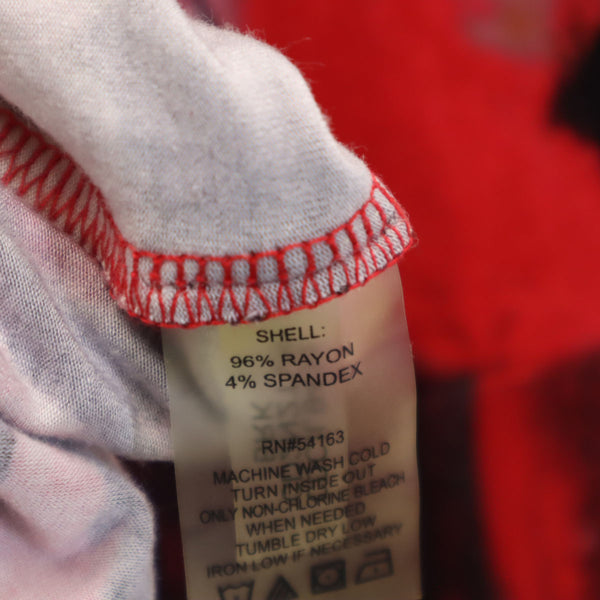 SHELL:
96% RAYON
4% SPANDEX
RN#54163
MACHINE WASH COLD
TURN INSIDE OUT
ONLY NON-CHLORINE BLEACH
WHEN NEEDED
TUMBLE DRY LOW
IRON LOW IF NECESSARY